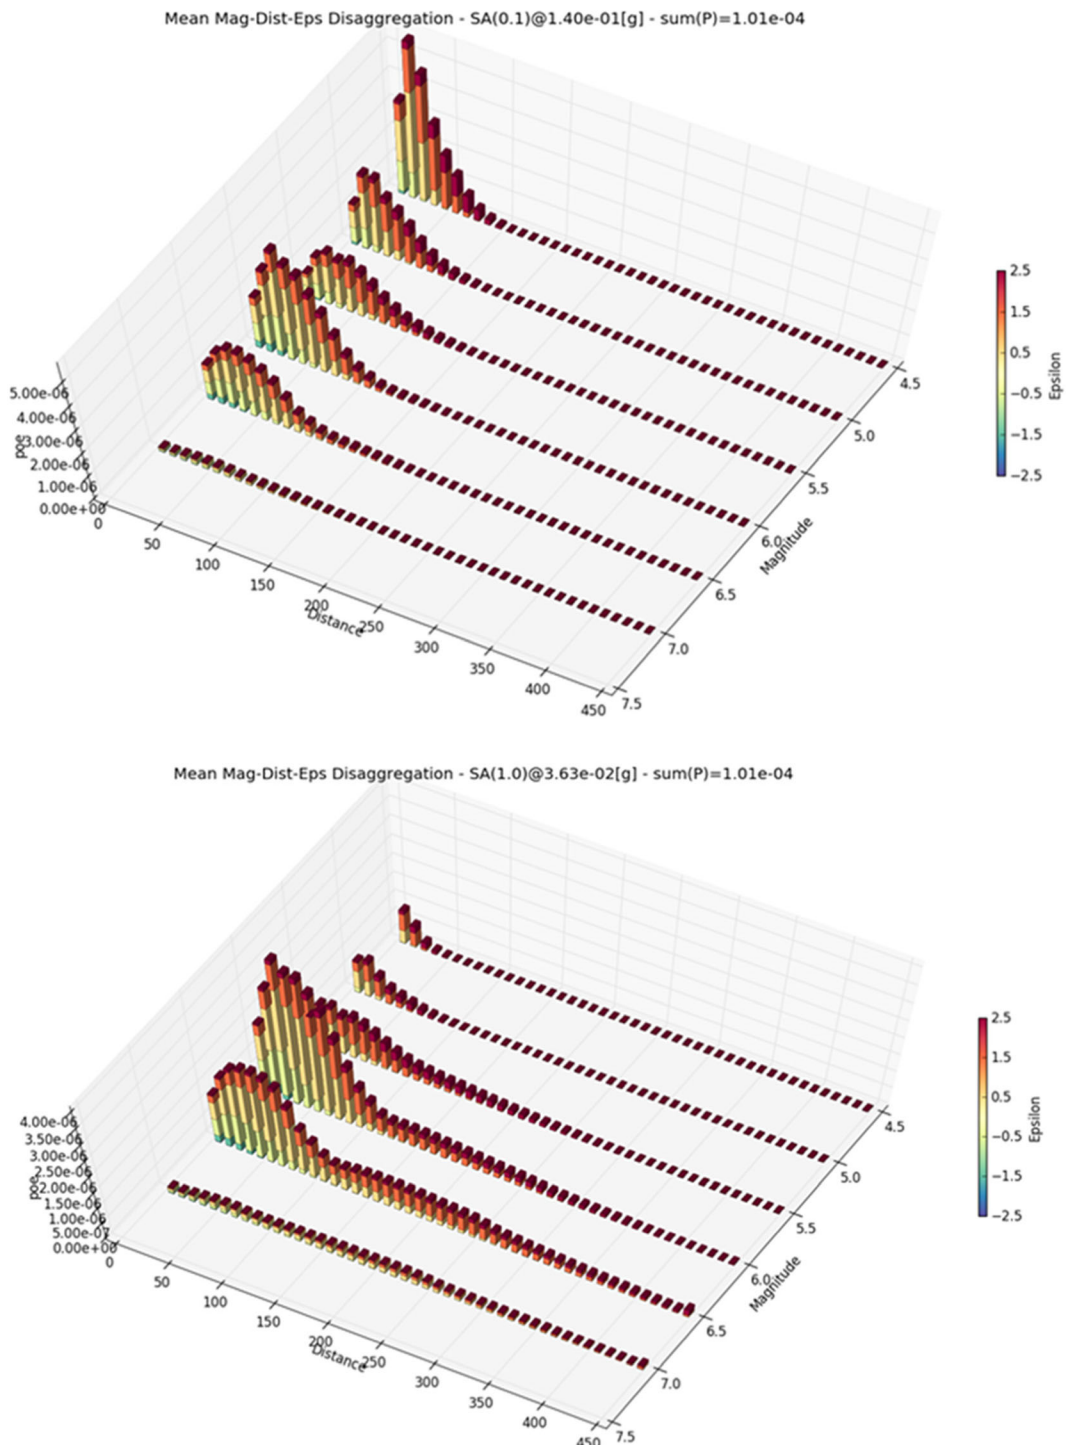 Mean Mag-Dist-Eps Disaggregation - SA(0.1)@1.40e-01[g] - sum(P)=1.01e-04
5.00e-06
4.00e-06
3.00e-06
2.00e-06
1.00e-06
0.00e+00
poe
0
50
100
150
200
250
300
350
400
450
Distance
4.5
5.0
5.5
6.0
6.5
7.0
7.5
Magnitude
2.5
1.5
0.5
−0.5
−1.5
−2.5
Epsilon
Mean Mag-Dist-Eps Disaggregation - SA(1.0)@3.63e-02[g] - sum(P)=1.01e-04
4.00e-06
3.50e-06
3.00e-06
2.50e-06
2.00e-06
1.50e-06
1.00e-06
5.00e-07
0.00e+00
poe
0
50
100
150
200
250
300
350
400
450
Distance
4.5
5.0
5.5
6.0
6.5
7.0
7.5
Magnitude
2.5
1.5
0.5
−0.5
−1.5
−2.5
Epsilon